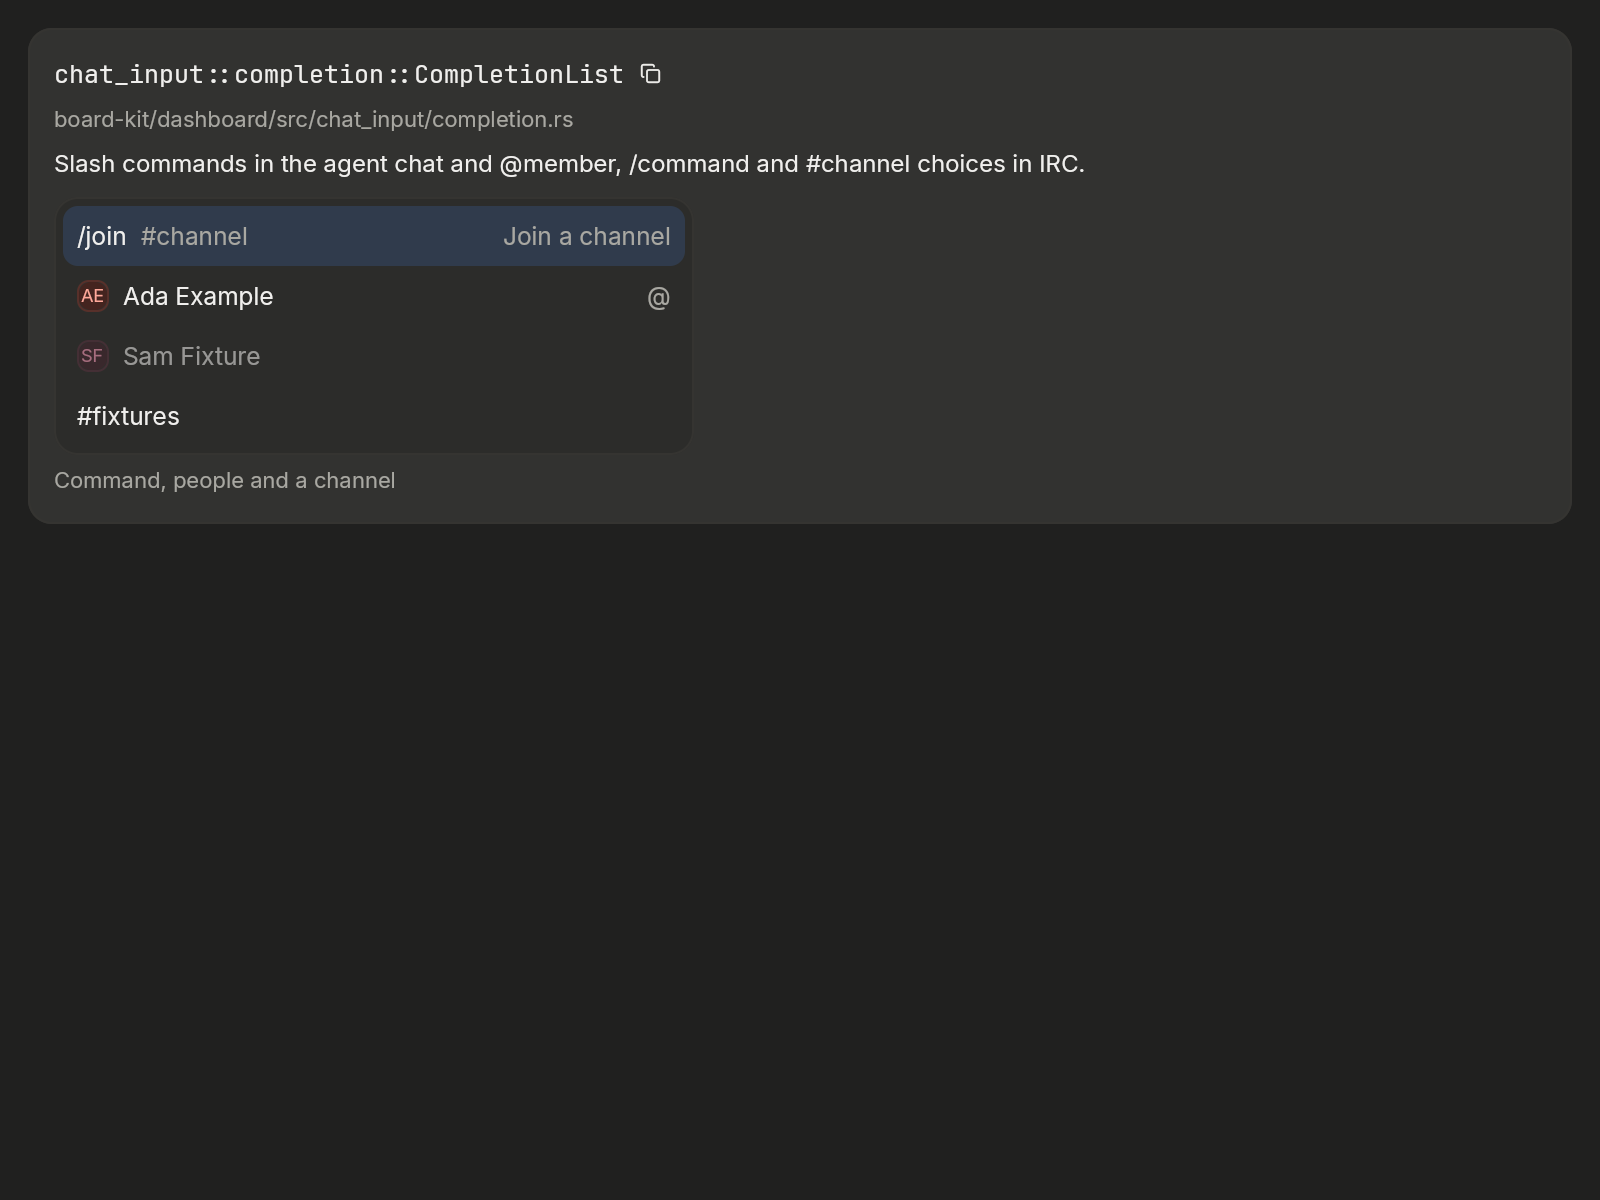 chat_input::completion::CompletionList
board-kit/dashboard/src/chat_input/completion.rs
Slash commands in the agent chat and @member, /command and #channel choices in IRC.
/join #channel Join a channel
AE Ada Example @
SF Sam Fixture
#fixtures
Command, people and a channel